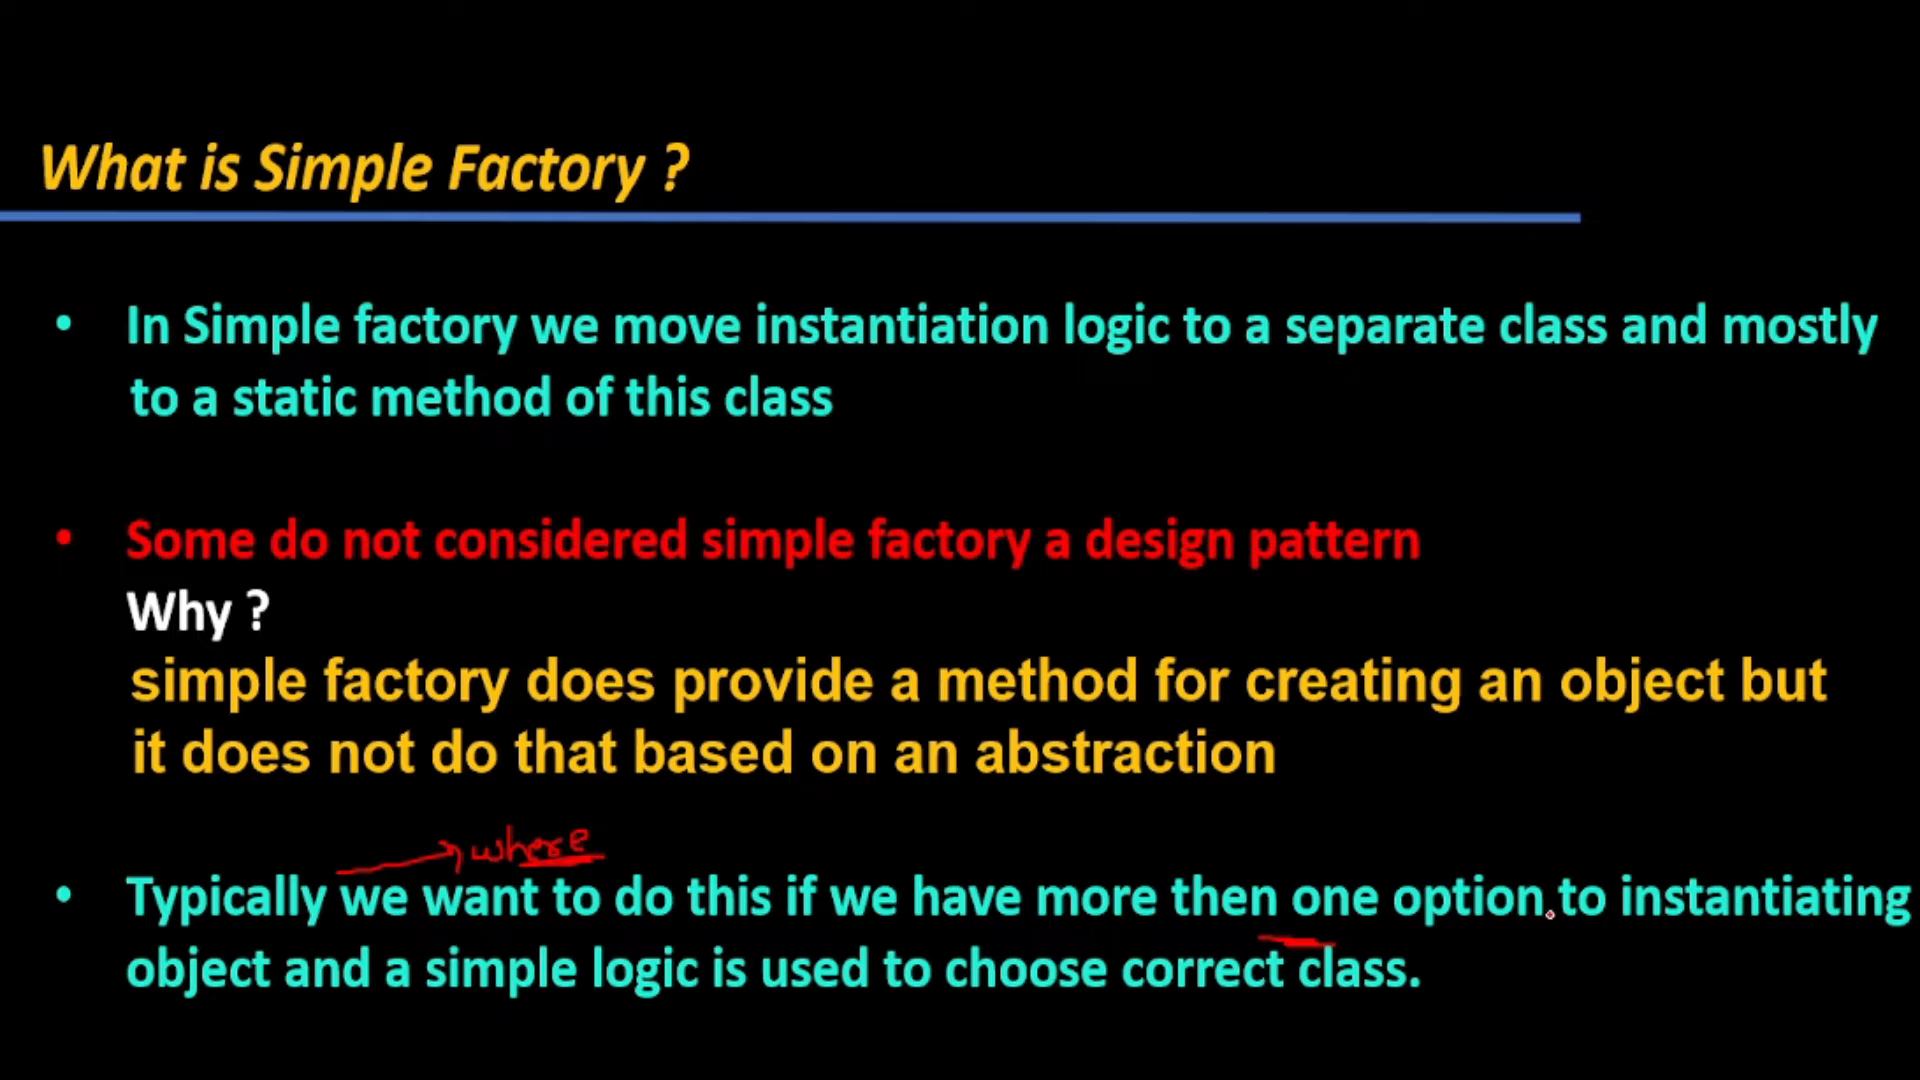 What is Simple Factory ?
• In Simple factory we move instantiation logic to a separate class and mostly
to a static method of this class
• Some do not considered simple factory a design pattern
Why ?
simple factory does provide a method for creating an object but
it does not do that based on an abstraction
where
• Typically we want to do this if we have more then one option to instantiating
object and a simple logic is used to choose correct class.